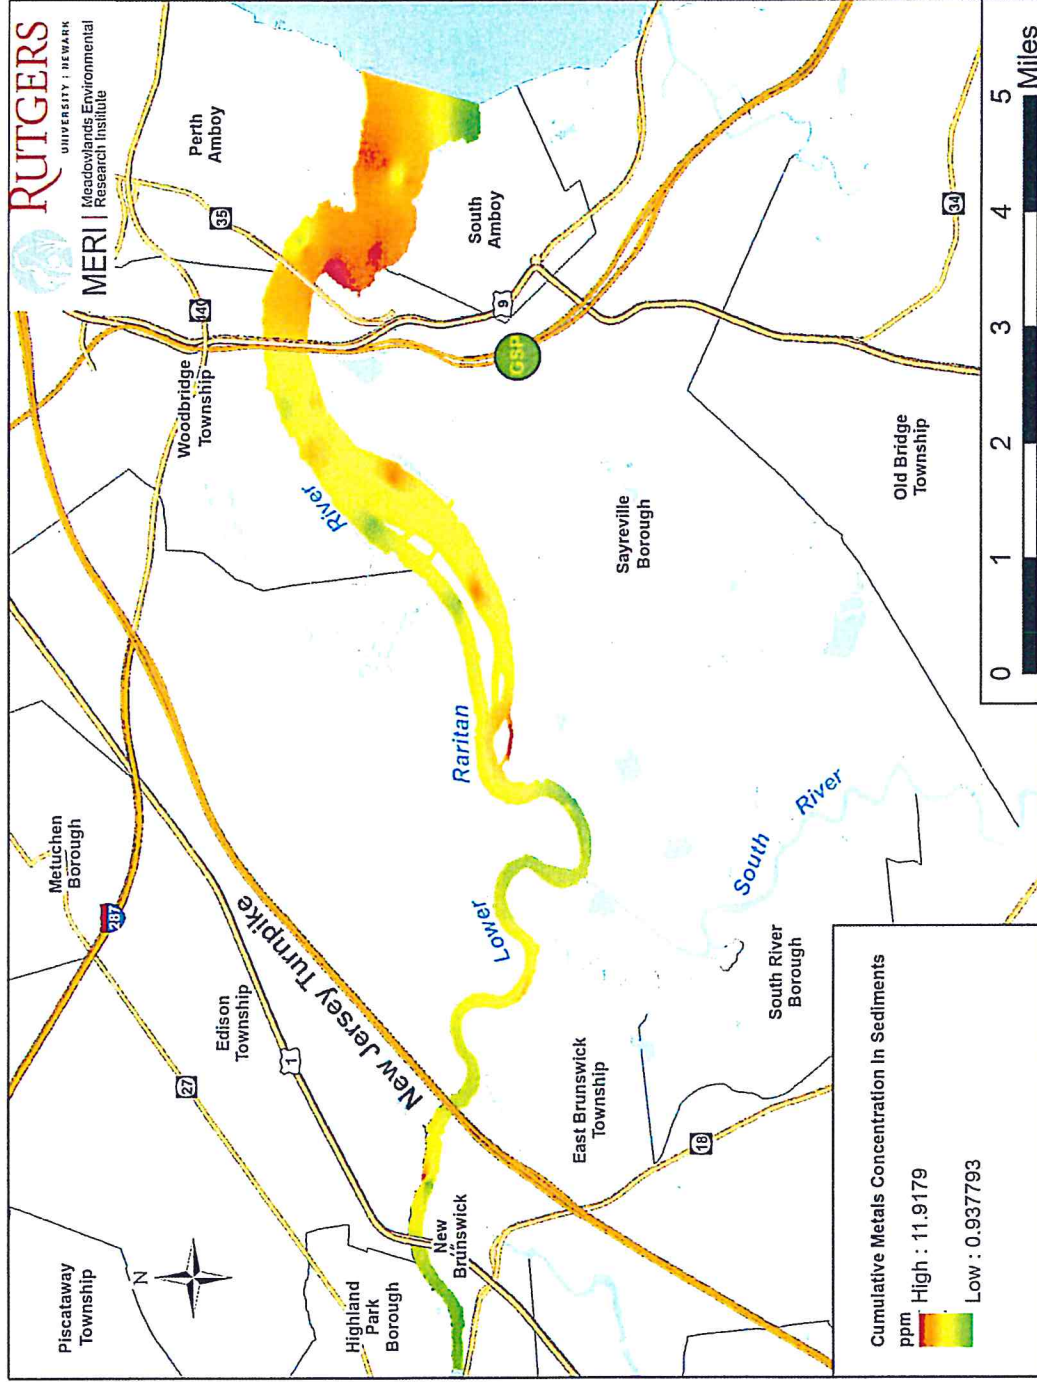 RUTGERS
UNIVERSITY | NEWARK
MERI
Meadowlands Environmental
Research Institute
Piscataway
Township
N
Metuchen
Borough
287
27
Edison
Township
1
New Jersey Turnpike
Highland
Park
Borough
New
Brunswick
Woodbridge
Township
440
Perth
Amboy
35
South
Amboy
9
GSP
Lower
Raritan
River
Sayreville
Borough
East Brunswick
Township
18
South River
Borough
South
River
Old Bridge
Township
34
Cumulative Metals Concentration In Sediments
ppm
High : 11.9179
Low : 0.937793
0 1 2 3 4 5
Miles